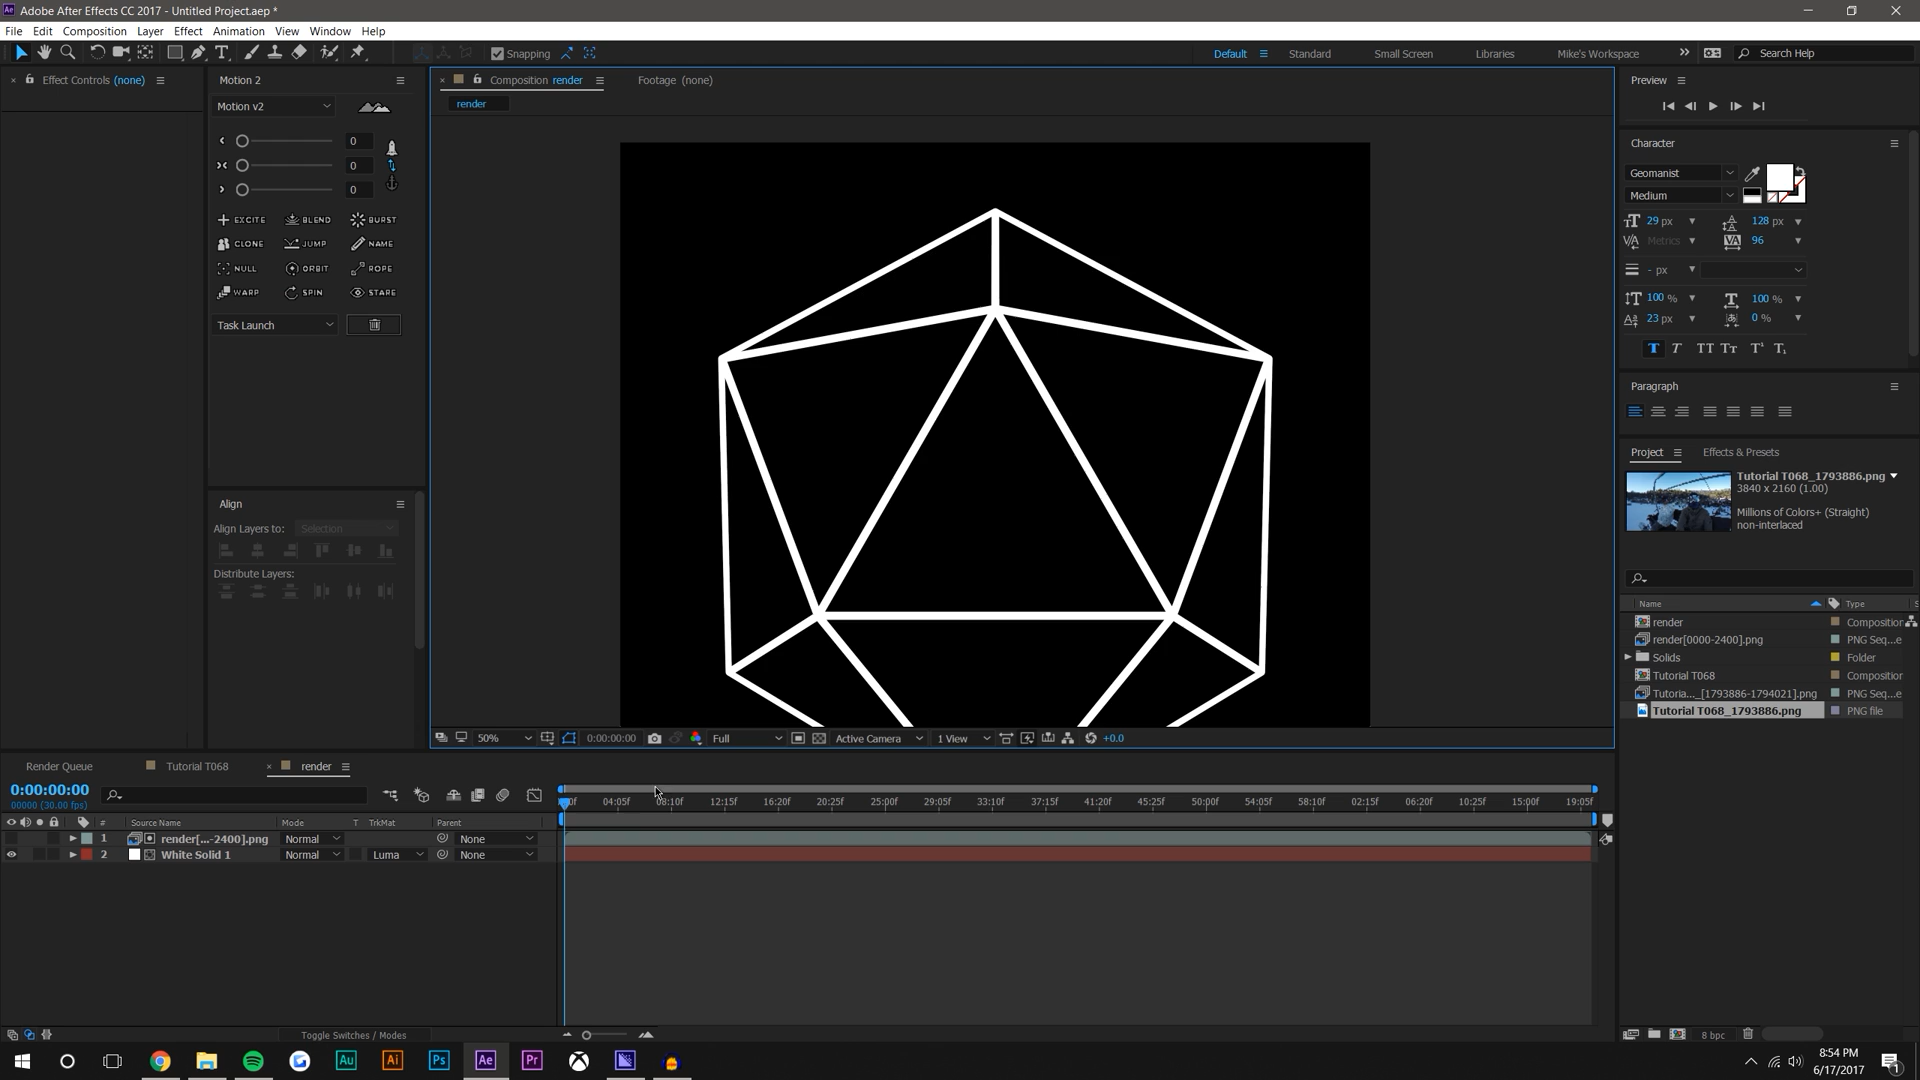 Adobe After Effects CC 2017 - Untitled Project.aep *
File Edit Composition Layer Effect Animation View Window Help
Snapping
Default Standard Small Screen Libraries Mike's Workspace Search Help
Effect Controls (none)
Motion 2
Motion v2
0
0
0
EXCITE BLEND BURST
CLONE JUMP NAME
NULL ORBIT ROPE
WARP SPIN STARE
Task Launch
Align
Align Layers to: Selection
Distribute Layers:
Composition render
Footage (none)
render
50%
0:00:00:00
Full
Active Camera
1 View
+0.0
Preview
Character
Geomanist
Medium
29 px
128 px
Metrics
96
- px
100 %
100 %
23 px
0 %
T T TT Tt T¹ T₁
Paragraph
Project
Effects & Presets
Tutorial T068_1793886.png
3840 x 2160 (1.00)
Millions of Colors+ (Straight)
non-interlaced
Name Type S
render Composition
render[0000-2400].png PNG Seq...e
Solids Folder
Tutorial T068 Composition
Tutoria..._[1793886-1794021].png PNG Seq...e
Tutorial T068_1793886.png PNG file
8 bpc
Render Queue
Tutorial T068
render
0:00:00:00
00000 (30.00 fps)
04:05f 08:10f 12:15f 16:20f 20:25f 25:00f 29:05f 33:10f 37:15f 41:20f 45:25f 50:00f 54:05f 58:10f 02:15f 06:20f 10:25f 15:00f 19:05f
# Source Name Mode T TrkMat Parent
1 render[...-2400].png Normal None
2 White Solid 1 Normal Luma None
Toggle Switches / Modes
Au Ai Ps Ae Pr
8:54 PM
6/17/2017
1